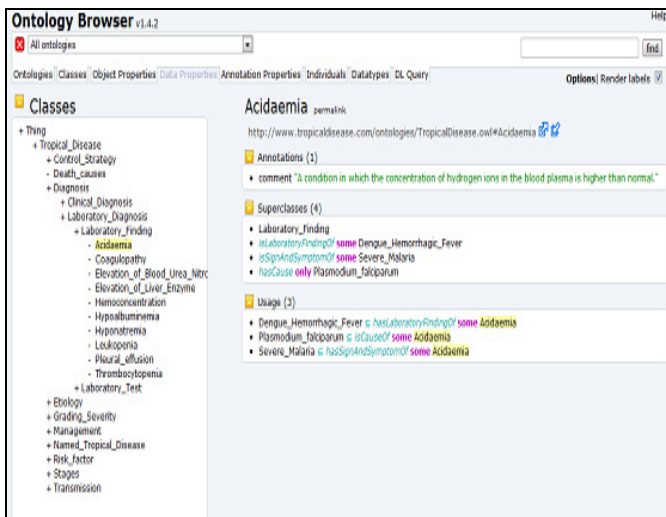 Ontology Browser v1.4.2
Help
All ontologies
find
Ontologies Classes Object Properties Data Properties Annotation Properties Individuals Datatypes DL Query
Options| Render labels
Classes
+ Thing
+ Tropical_Disease
+ Control_Strategy
- Death_causes
+ Diagnosis
+ Clinical_Diagnosis
+ Laboratory_Diagnosis
+ Laboratory_Finding
- Acidaemia
- Coagulopathy
- Elevation_of_Blood_Urea_Nitro
- Elevation_of_Liver_Enzyme
- Hemoconcentration
- Hypoalbuminemia
- Hyponatremia
- Leukopenia
- Pleural_effusion
- Thrombocytopenia
+ Laboratory_Test
+ Etiology
+ Grading_Severity
+ Management
+ Named_Tropical_Disease
+ Risk_factor
+ Stages
+ Transmission
Acidaemia permalink
http://www.tropicaldisease.com/ontologies/TropicalDisease.owl#Acidaemia
Annotations (1)
• comment "A condition in which the concentration of hydrogen ions in the blood plasma is higher than normal."
Superclasses (4)
• Laboratory_Finding
• isLaboratoryFindingOf some Dengue_Hemorrhagic_Fever
• isSignAndSymptomOf some Severe_Malaria
• hasCause only Plasmodium_falciparum
Usage (3)
• Dengue_Hemorrhagic_Fever ⊑ hasLaboratoryFindingOf some Acidaemia
• Plasmodium_falciparum ⊑ isCauseOf some Acidaemia
• Severe_Malaria ⊑ hasSignAndSymptomOf some Acidaemia